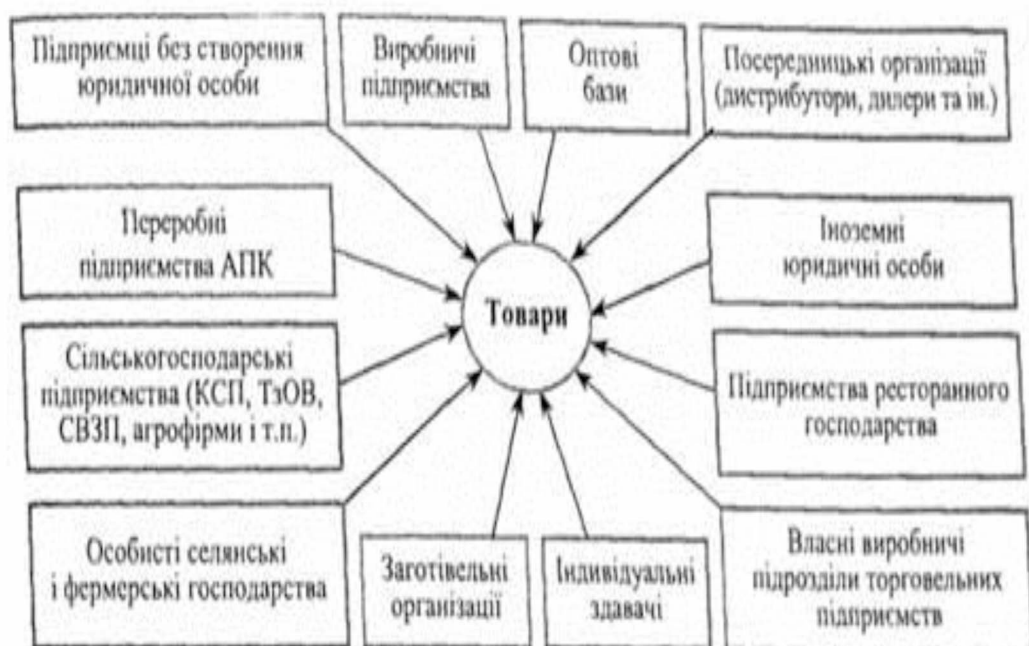 Підприємці без створення
юридичної особи
Виробничі
підприємства
Оптові
бази
Посередницькі організації
(дистрибутори, дилери та ін.)
Переробні
підприємства АПК
Іноземні
юридичні особи
Товари
Сільськогосподарські
підприємства (КСП, ТзОВ,
СВЗП, агрофірми і т.п.)
Підприємства ресторанного
господарства
Особисті селянські
і фермерські господарства
Заготівельні
організації
Індивідуальні
здавачі
Власні виробничі
підрозділи торговельних
підприємств